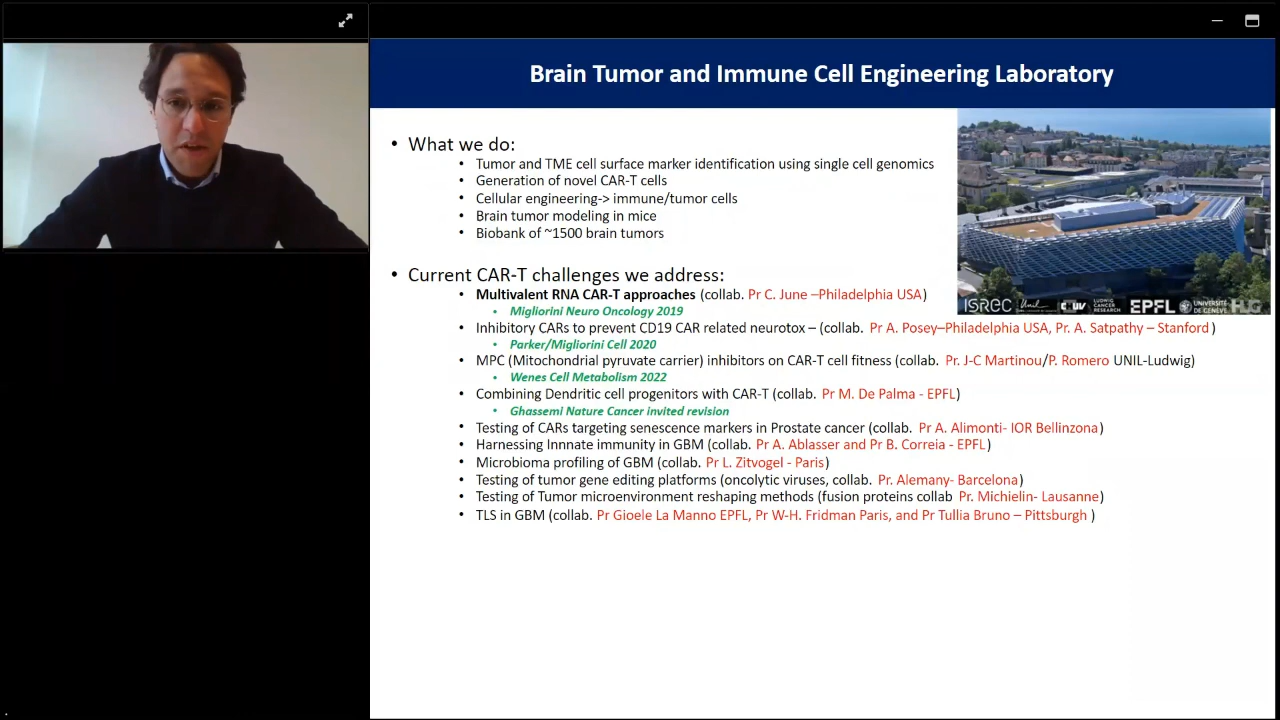 Brain Tumor and Immune Cell Engineering Laboratory
• What we do:
• Tumor and TME cell surface marker identification using single cell genomics
• Generation of novel CAR-T cells
• Cellular engineering-> immune/tumor cells
• Brain tumor modeling in mice
• Biobank of ~1500 brain tumors
ISREC Unil CHUV LUDWIG CANCER RESEARCH EPFL UNIVERSITÉ DE GENÈVE HUG
• Current CAR-T challenges we address:
• Multivalent RNA CAR-T approaches (collab. Pr C. June –Philadelphia USA)
• Migliorini Neuro Oncology 2019
• Inhibitory CARs to prevent CD19 CAR related neurotox – (collab. Pr A. Posey–Philadelphia USA, Pr. A. Satpathy – Stanford)
• Parker/Migliorini Cell 2020
• MPC (Mitochondrial pyruvate carrier) inhibitors on CAR-T cell fitness (collab. Pr. J-C Martinou/P. Romero UNIL-Ludwig)
• Wenes Cell Metabolism 2022
• Combining Dendritic cell progenitors with CAR-T (collab. Pr M. De Palma - EPFL)
• Ghassemi Nature Cancer invited revision
• Testing of CARs targeting senescence markers in Prostate cancer (collab. Pr A. Alimonti- IOR Bellinzona)
• Harnessing Innnate immunity in GBM (collab. Pr A. Ablasser and Pr B. Correia - EPFL)
• Microbioma profiling of GBM (collab. Pr L. Zitvogel - Paris)
• Testing of tumor gene editing platforms (oncolytic viruses, collab. Pr. Alemany- Barcelona)
• Testing of Tumor microenvironment reshaping methods (fusion proteins collab Pr. Michielin- Lausanne)
• TLS in GBM (collab. Pr Gioele La Manno EPFL, Pr W-H. Fridman Paris, and Pr Tullia Bruno – Pittsburgh )